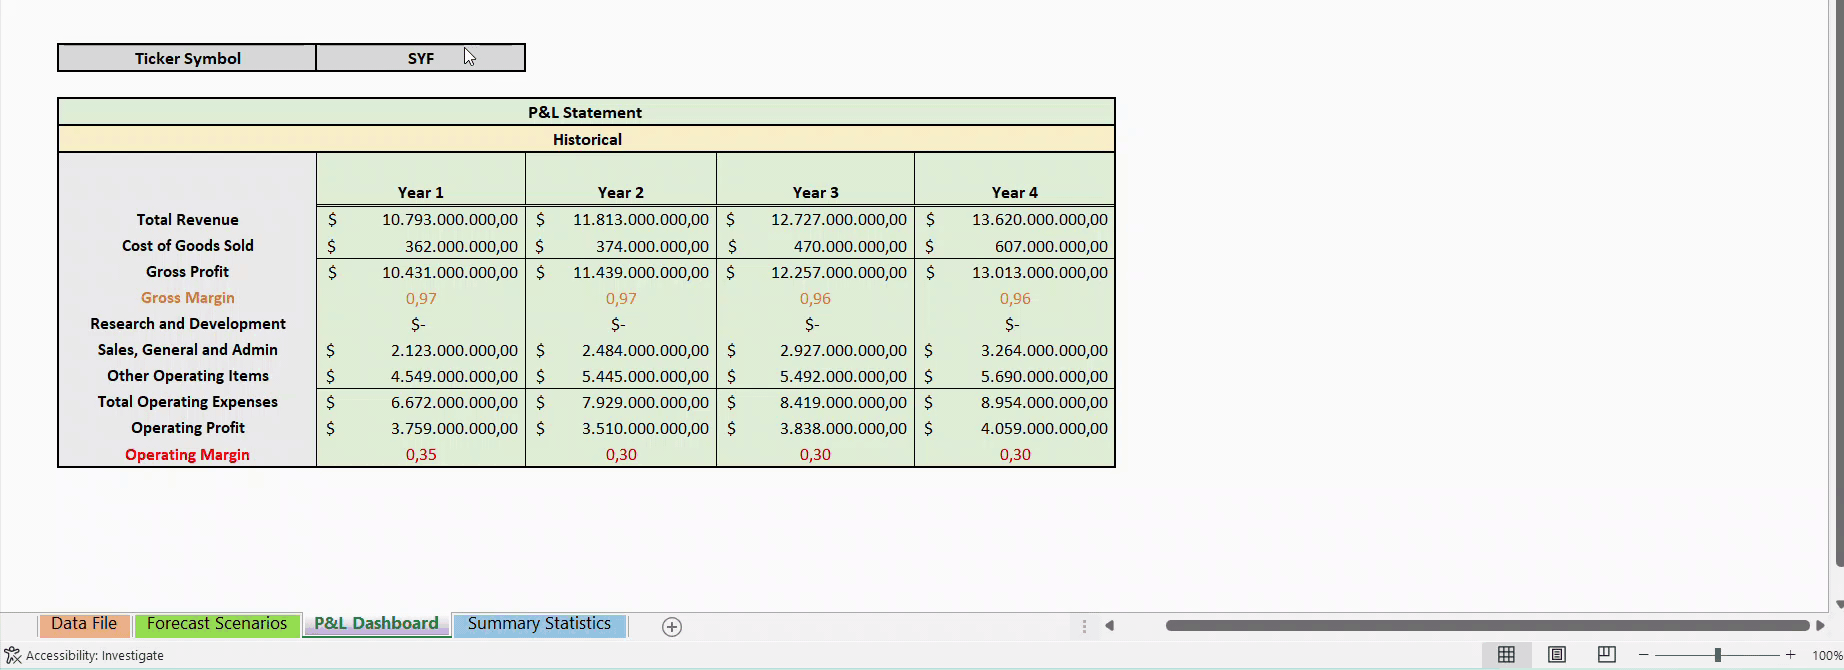 Ticker Symbol SYF
P&L Statement
Historical
Year 1 Year 2 Year 3 Year 4
Total Revenue $ 10.793.000.000,00 $ 11.813.000.000,00 $ 12.727.000.000,00 $ 13.620.000.000,00
Cost of Goods Sold $ 362.000.000,00 $ 374.000.000,00 $ 470.000.000,00 $ 607.000.000,00
Gross Profit $ 10.431.000.000,00 $ 11.439.000.000,00 $ 12.257.000.000,00 $ 13.013.000.000,00
Gross Margin 0,97 0,97 0,96 0,96
Research and Development $- $- $- $-
Sales, General and Admin $ 2.123.000.000,00 $ 2.484.000.000,00 $ 2.927.000.000,00 $ 3.264.000.000,00
Other Operating Items $ 4.549.000.000,00 $ 5.445.000.000,00 $ 5.492.000.000,00 $ 5.690.000.000,00
Total Operating Expenses $ 6.672.000.000,00 $ 7.929.000.000,00 $ 8.419.000.000,00 $ 8.954.000.000,00
Operating Profit $ 3.759.000.000,00 $ 3.510.000.000,00 $ 3.838.000.000,00 $ 4.059.000.000,00
Operating Margin 0,35 0,30 0,30 0,30
Data File Forecast Scenarios P&L Dashboard Summary Statistics
Accessibility: Investigate 100%